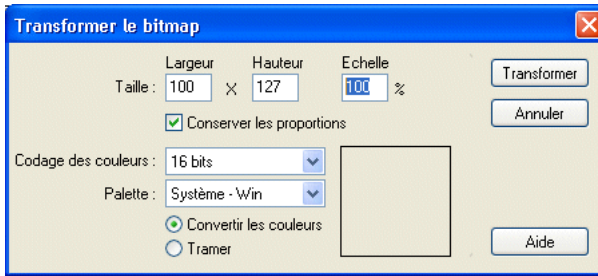 Transformer le bitmap
Largeur Hauteur Echelle
Taille : 100 X 127 100 %
Transformer
Conserver les proportions
Annuler
Codage des couleurs : 16 bits
Palette : Système - Win
Convertir les couleurs
Tramer
Aide